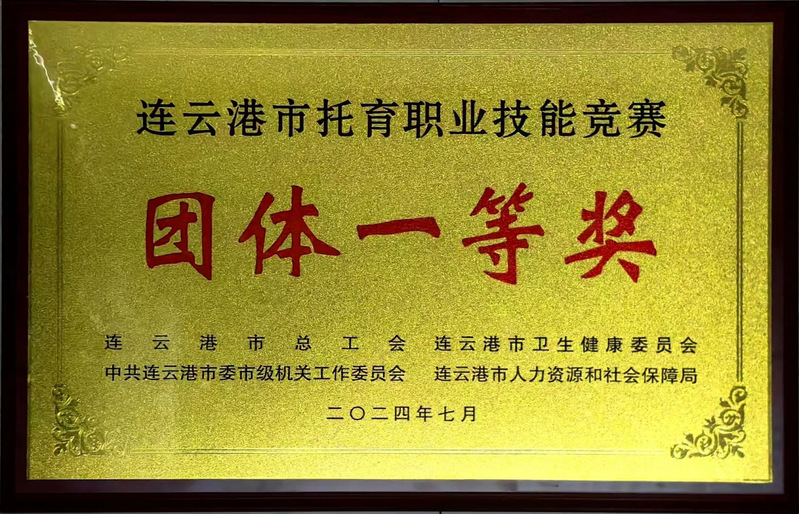 连云港市托育职业技能竞赛
团体一等奖
连云港市总工会 连云港市卫生健康委员会
中共连云港市委市级机关工作委员会 连云港市人力资源和社会保障局
二〇二四年七月